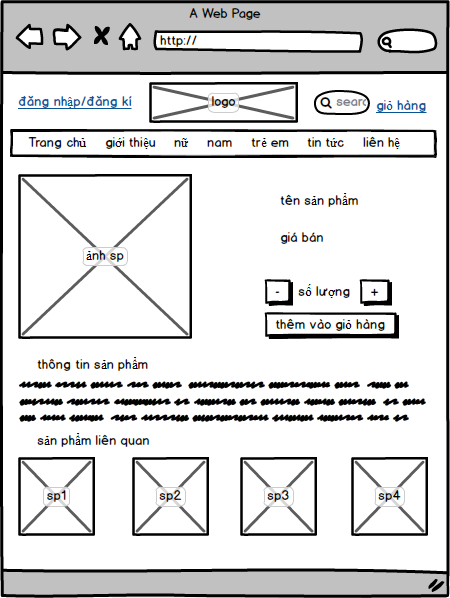 A Web Page
http://
đăng nhập/đăng kí
logo
searc
giỏ hàng
Trang chủ giới thiệu nữ nam trẻ em tin tức liên hệ
ảnh sp
tên sản phẩm
giá bán
- số lượng +
thêm vào giỏ hàng
thông tin sản phẩm
sản phẩm liên quan
sp1 sp2 sp3 sp4